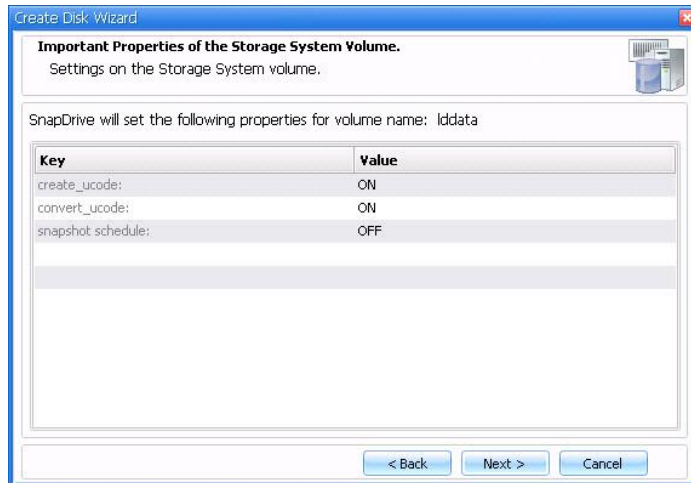 Create Disk Wizard
Important Properties of the Storage System Volume.
Settings on the Storage System volume.
SnapDrive will set the following properties for volume name: lddata
Key Value
create_ucode: ON
convert_ucode: ON
snapshot schedule: OFF
< Back Next > Cancel